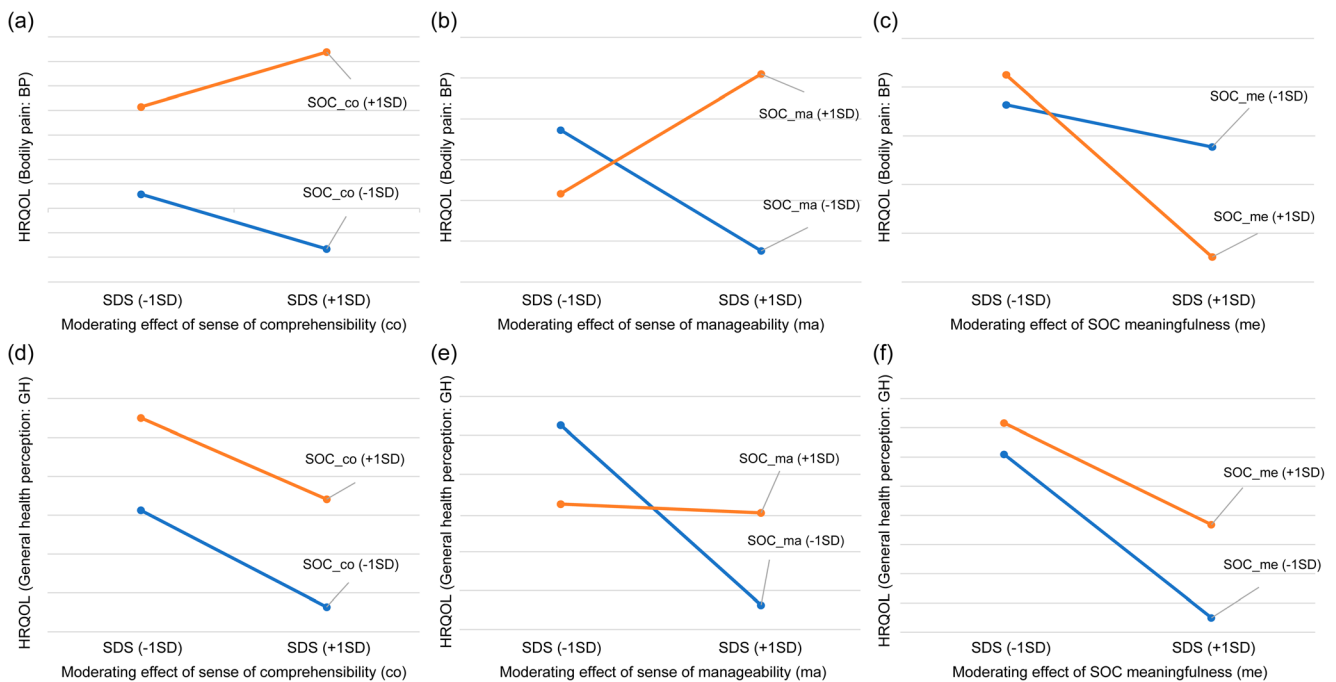 (a)
HRQOL (Bodily pain: BP)
SOC_co (+1SD)
SOC_co (-1SD)
SDS (-1SD)
SDS (+1SD)
Moderating effect of sense of comprehensibility (co)
(b)
HRQOL (Bodily pain: BP)
SOC_ma (+1SD)
SOC_ma (-1SD)
SDS (-1SD)
SDS (+1SD)
Moderating effect of sense of manageability (ma)
(c)
HRQOL (Bodily pain: BP)
SOC_me (-1SD)
SOC_me (+1SD)
SDS (-1SD)
SDS (+1SD)
Moderating effect of SOC meaningfulness (me)
(d)
HRQOL (General health perception: GH)
SOC_co (+1SD)
SOC_co (-1SD)
SDS (-1SD)
SDS (+1SD)
Moderating effect of sense of comprehensibility (co)
(e)
HRQOL (General health perception: GH)
SOC_ma (+1SD)
SOC_ma (-1SD)
SDS (-1SD)
SDS (+1SD)
Moderating effect of sense of manageability (ma)
(f)
HRQOL (General health perception: GH)
SOC_me (+1SD)
SOC_me (-1SD)
SDS (-1SD)
SDS (+1SD)
Moderating effect of SOC meaningfulness (me)